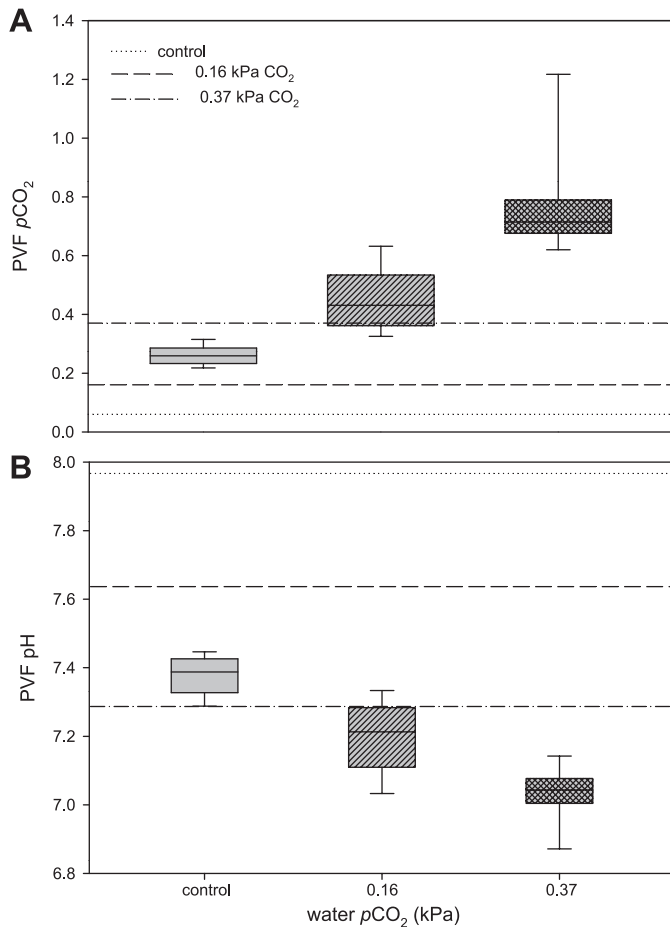 A
1.4
1.2
1.0
0.8
0.6
0.4
0.2
0.0
PVF pCO₂
control
0.16 kPa CO₂
0.37 kPa CO₂
B
8.0
7.8
7.6
7.4
7.2
7.0
6.8
PVF pH
control 0.16 0.37
water pCO₂ (kPa)